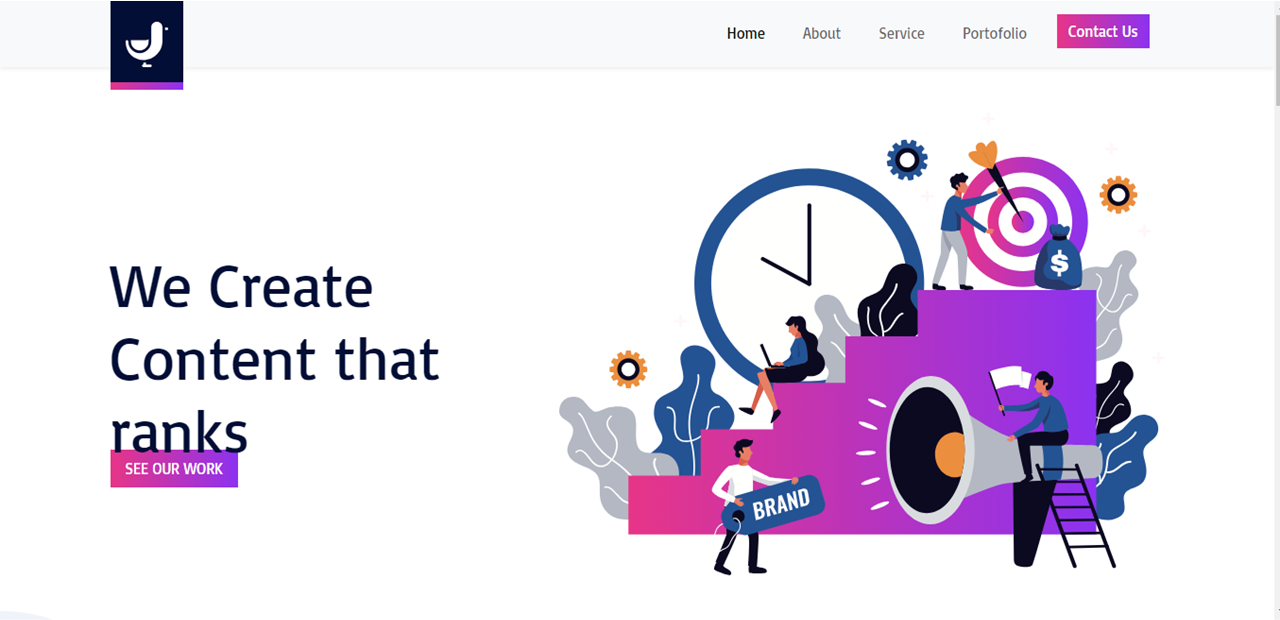 Home About Service Portofolio Contact Us
We Create
Content that
ranks
SEE OUR WORK
$
BRAND